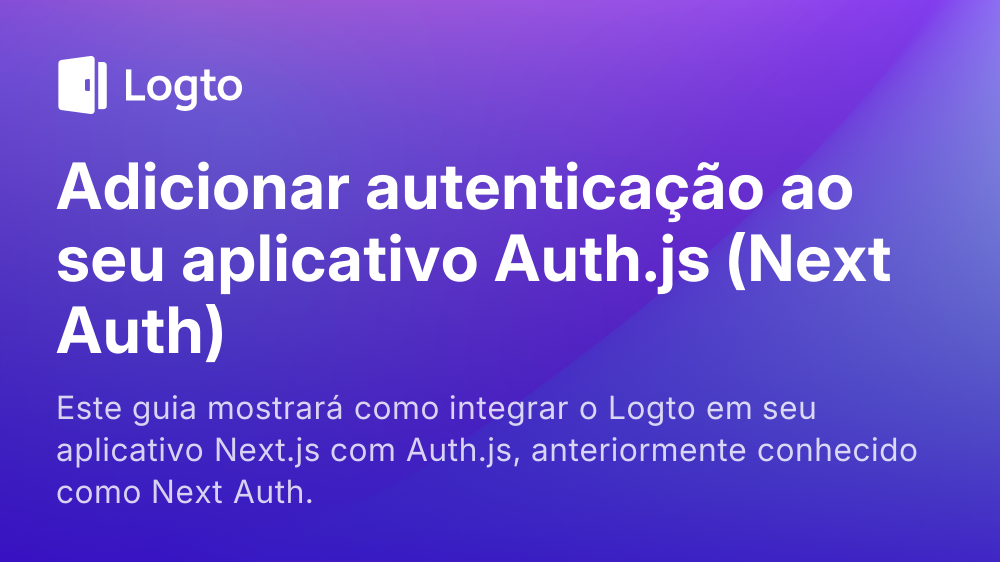 Logto
Adicionar autenticação ao
seu aplicativo Auth.js (Next
Auth)
Este guia mostrará como integrar o Logto em seu
aplicativo Next.js com Auth.js, anteriormente conhecido
como Next Auth.